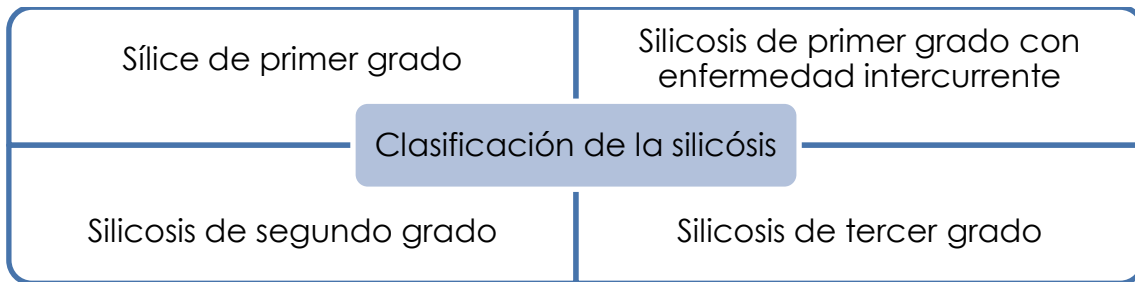 Sílice de primer grado
Silicosis de primer grado con
enfermedad intercurrente
Clasificación de la silicósis
Silicosis de segundo grado
Silicosis de tercer grado